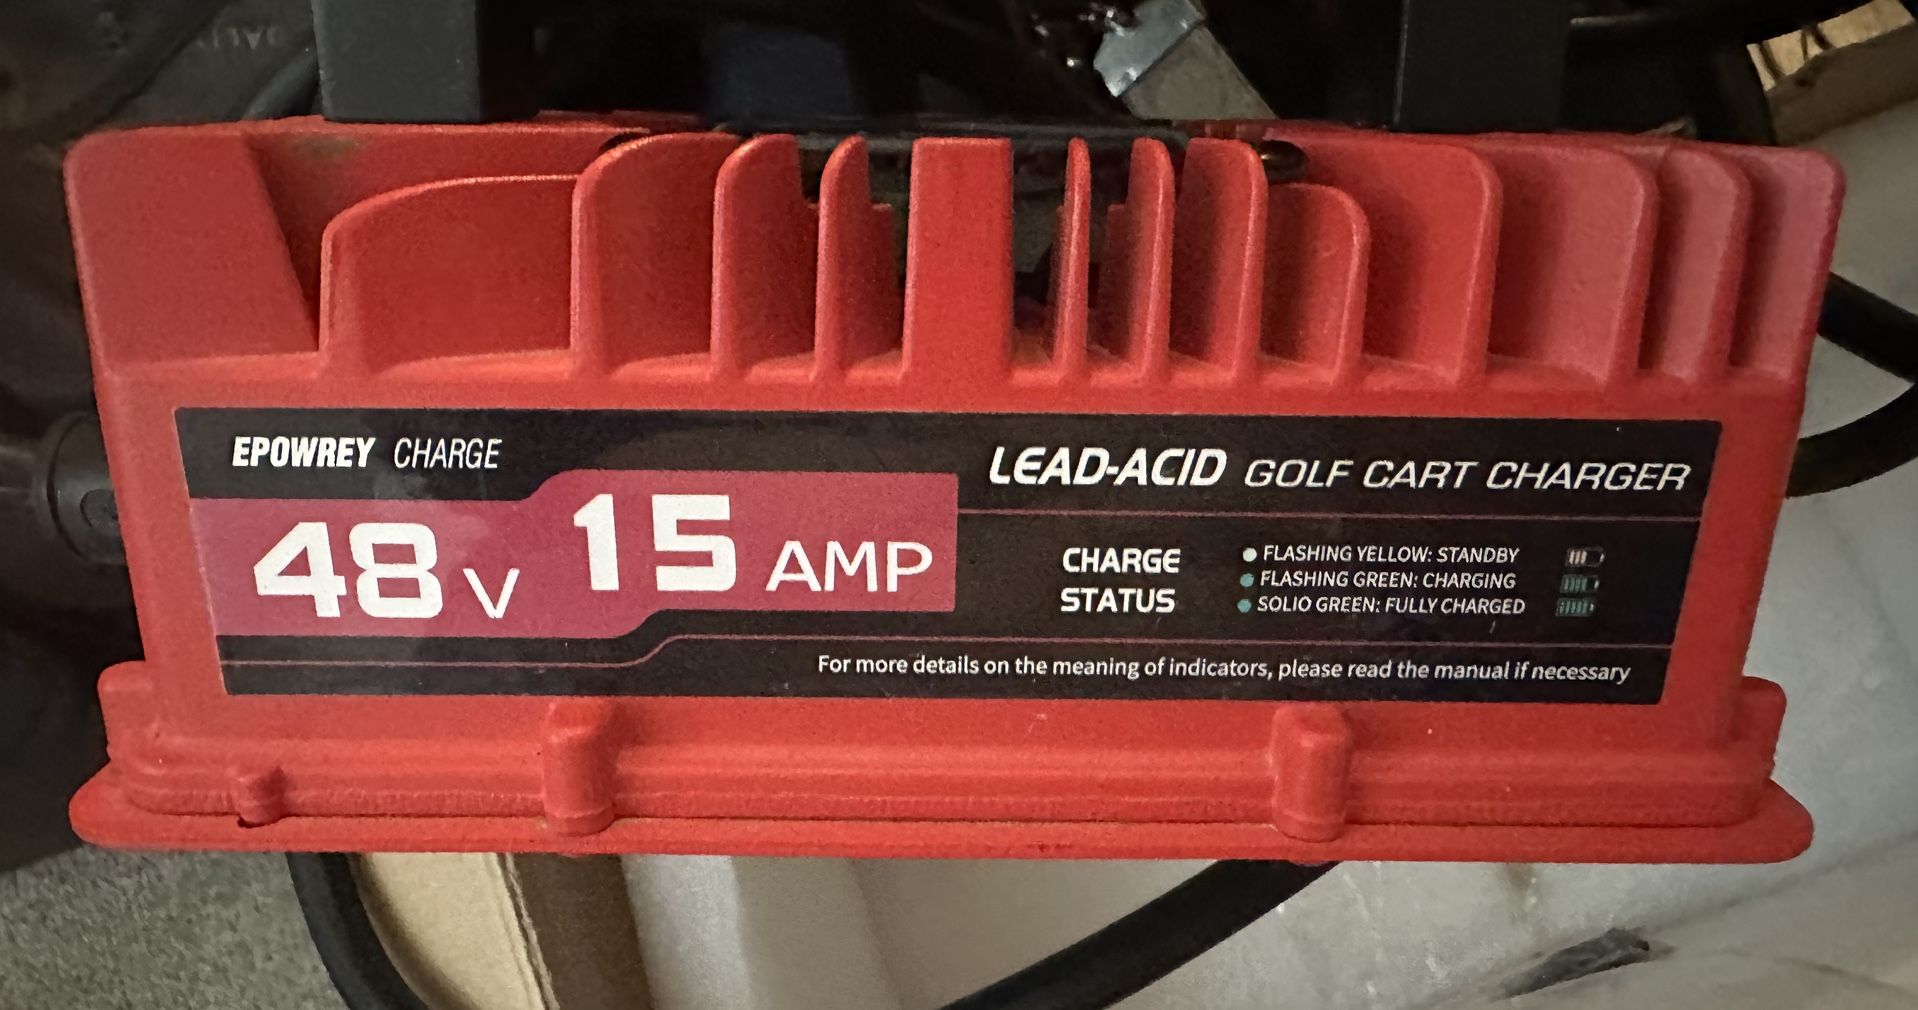 EPOWREY CHARGE
48 V 15 AMP
LEAD-ACID GOLF CART CHARGER
CHARGE
STATUS
FLASHING YELLOW: STANDBY
FLASHING GREEN: CHARGING
SOLIO GREEN: FULLY CHARGED
For more details on the meaning of indicators, please read the manual if necessary